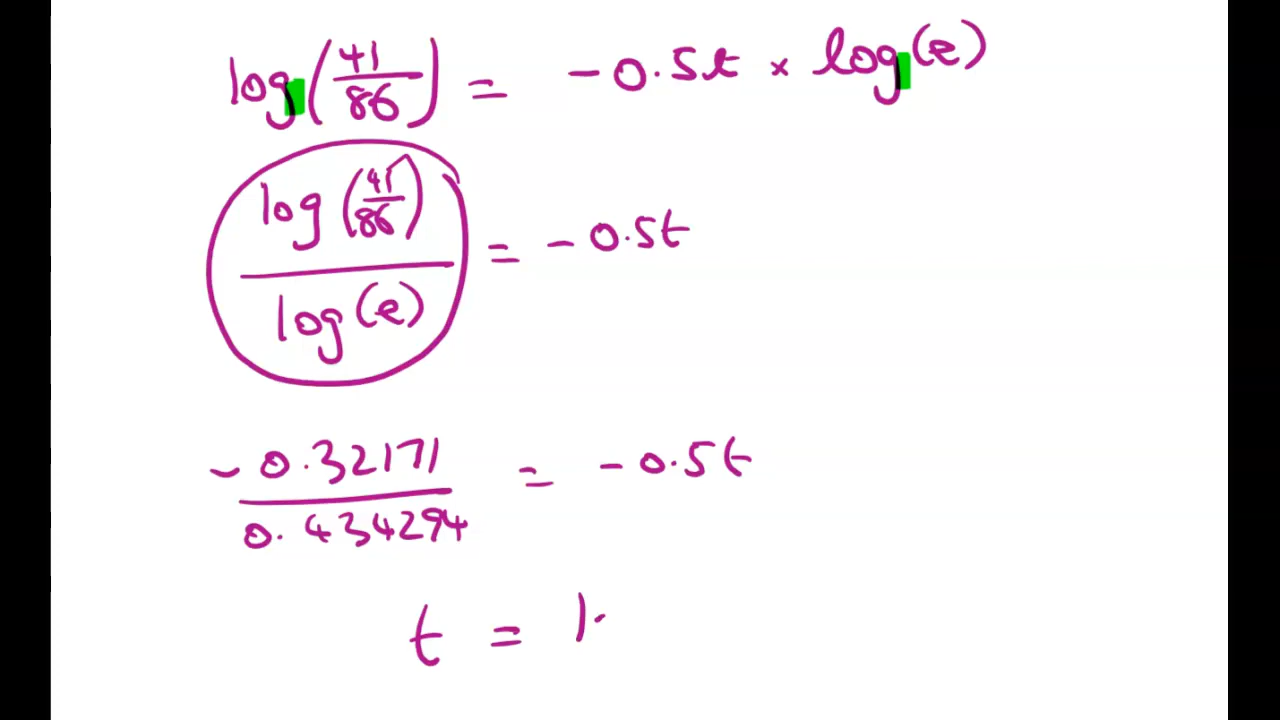 log(41/86) = -0.5t × log(e)
log(41/86)/log(e) = -0.5t
-0.32171/0.434294 = -0.5t
t = 1.